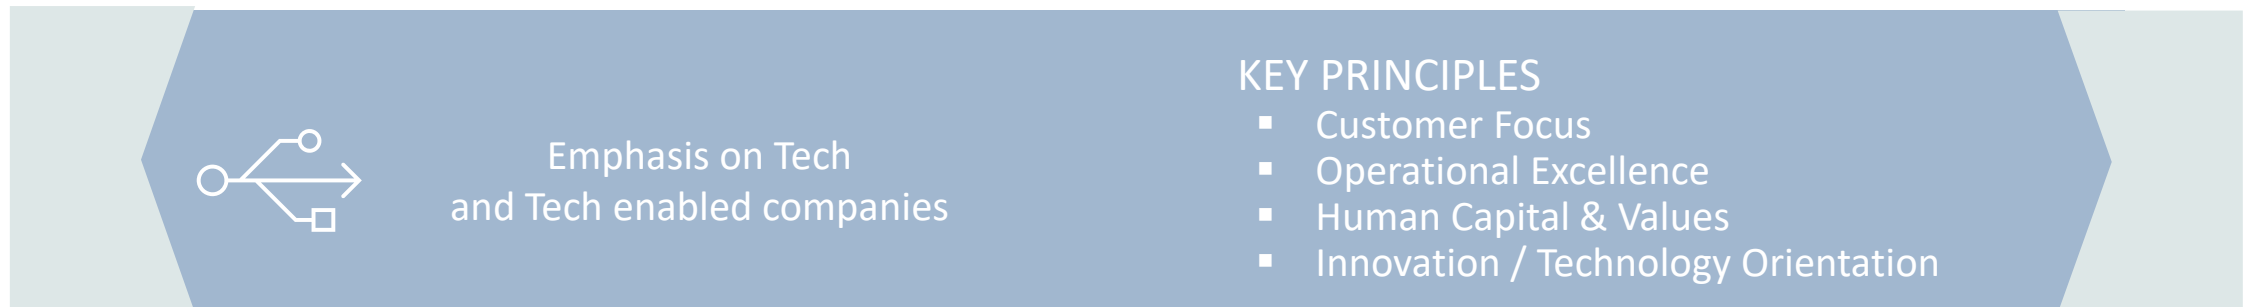 Emphasis on Tech
and Tech enabled companies
KEY PRINCIPLES
▪ Customer Focus
▪ Operational Excellence
▪ Human Capital & Values
▪ Innovation / Technology Orientation